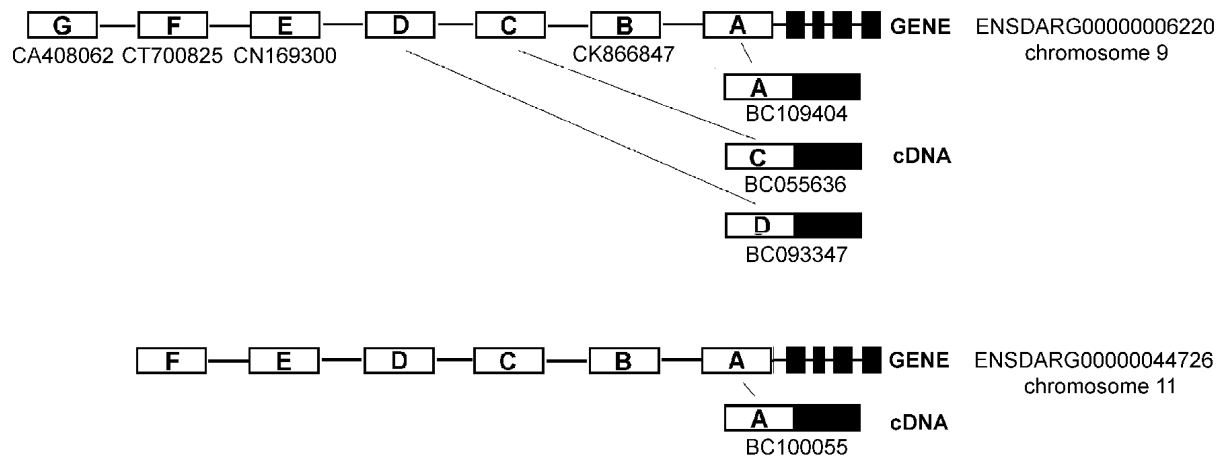 G F E D C B A GENE ENSDARG00000006220
CA408062 CT700825 CN169300 CK866847 chromosome 9
A
BC109404
C cDNA
BC055636
D
BC093347
F E D C B A GENE ENSDARG00000044726
chromosome 11
A cDNA
BC100055